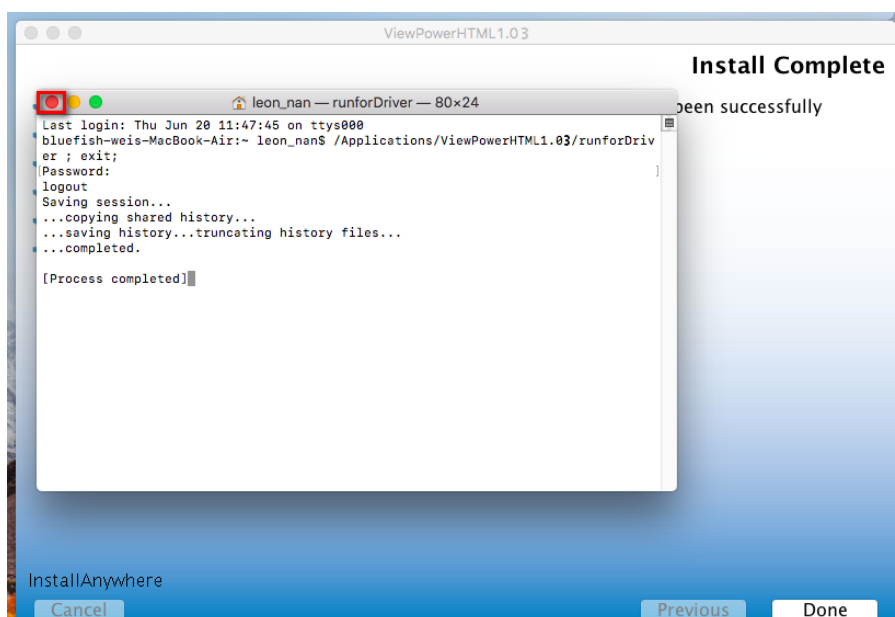 ViewPowerHTML1.03
Install Complete
been successfully
leon_nan — runforDriver — 80×24
Last login: Thu Jun 20 11:47:45 on ttys000
bluefish-weis-MacBook-Air:~ leon_nan$ /Applications/ViewPowerHTML1.03/runforDriv
er ; exit;
[Password: ]
logout
Saving session...
...copying shared history...
...saving history...truncating history files...
...completed.
[Process completed]
InstallAnywhere
Cancel
Previous
Done